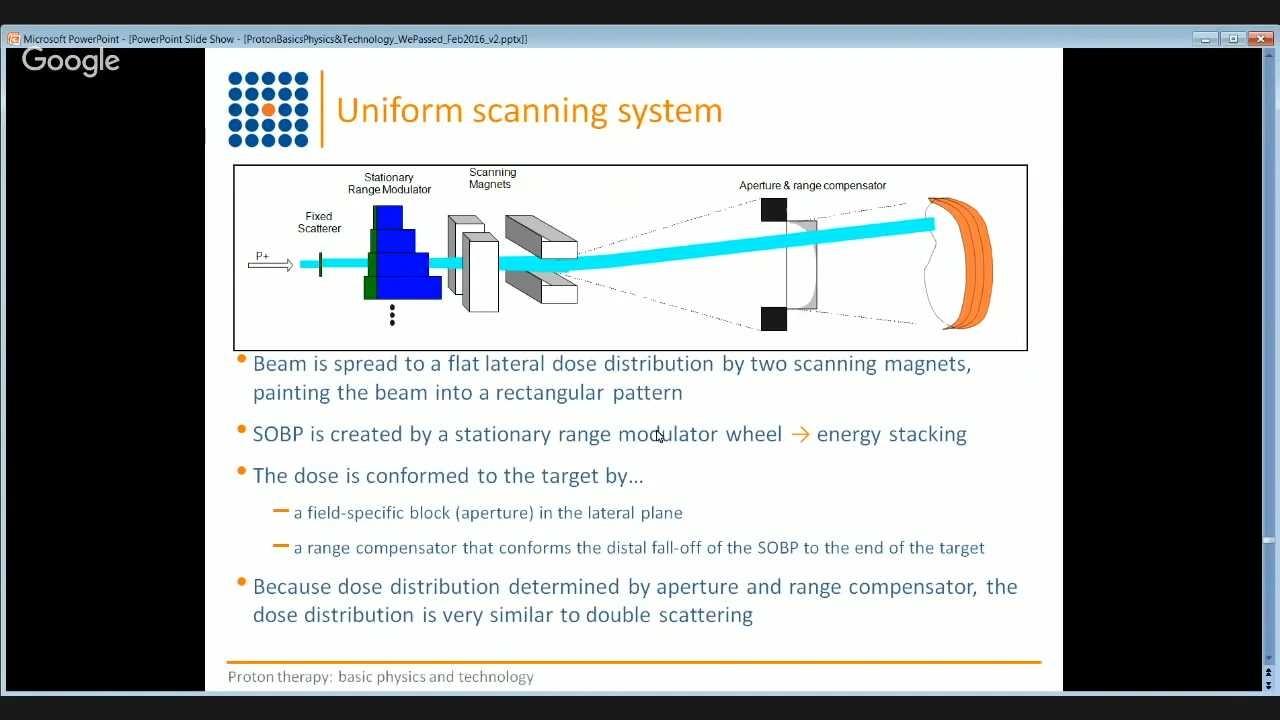 Microsoft PowerPoint - [PowerPoint Slide Show - [ProtonBasicsPhysics&Technology_WePassed_Feb2016_v2.pptx]]
Google
Uniform scanning system
Stationary
Range Modulator
Scanning
Magnets
Aperture & range compensator
Fixed
Scatterer
P+
• Beam is spread to a flat lateral dose distribution by two scanning magnets,
painting the beam into a rectangular pattern
• SOBP is created by a stationary range modulator wheel → energy stacking
• The dose is conformed to the target by…
– a field-specific block (aperture) in the lateral plane
– a range compensator that conforms the distal fall-off of the SOBP to the end of the target
• Because dose distribution determined by aperture and range compensator, the
dose distribution is very similar to double scattering
Proton therapy: basic physics and technology